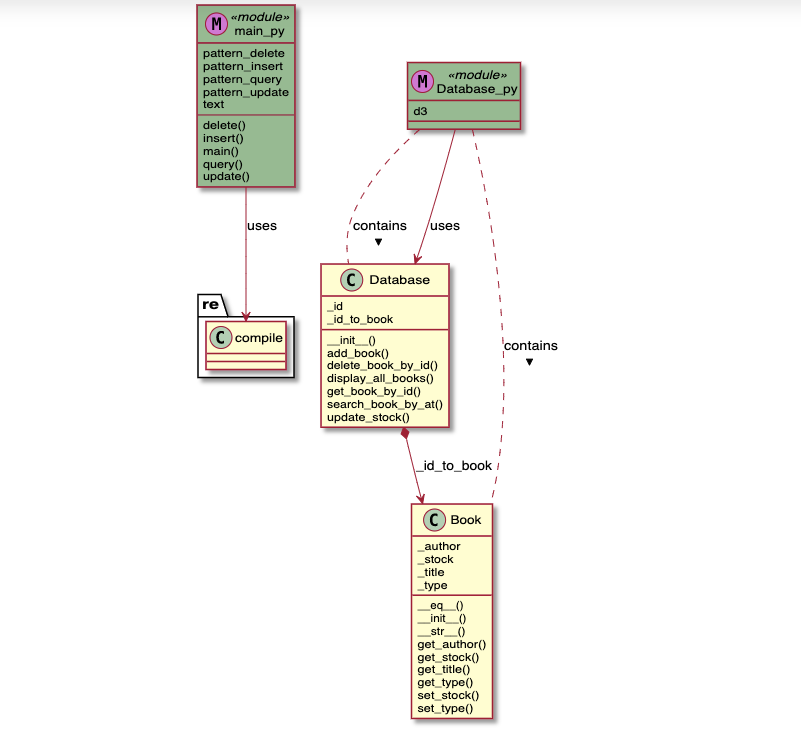 M «module»
main_py
pattern_delete
pattern_insert
pattern_query
pattern_update
text
delete()
insert()
main()
query()
update()
uses
re
C compile
M «module»
Database_py
d3
contains
uses
contains
C Database
_id
_id_to_book
__init__()
add_book()
delete_book_by_id()
display_all_books()
get_book_by_id()
search_book_by_at()
update_stock()
_id_to_book
C Book
_author
_stock
_title
_type
__eq__()
__init__()
__str__()
get_author()
get_stock()
get_title()
get_type()
set_stock()
set_type()